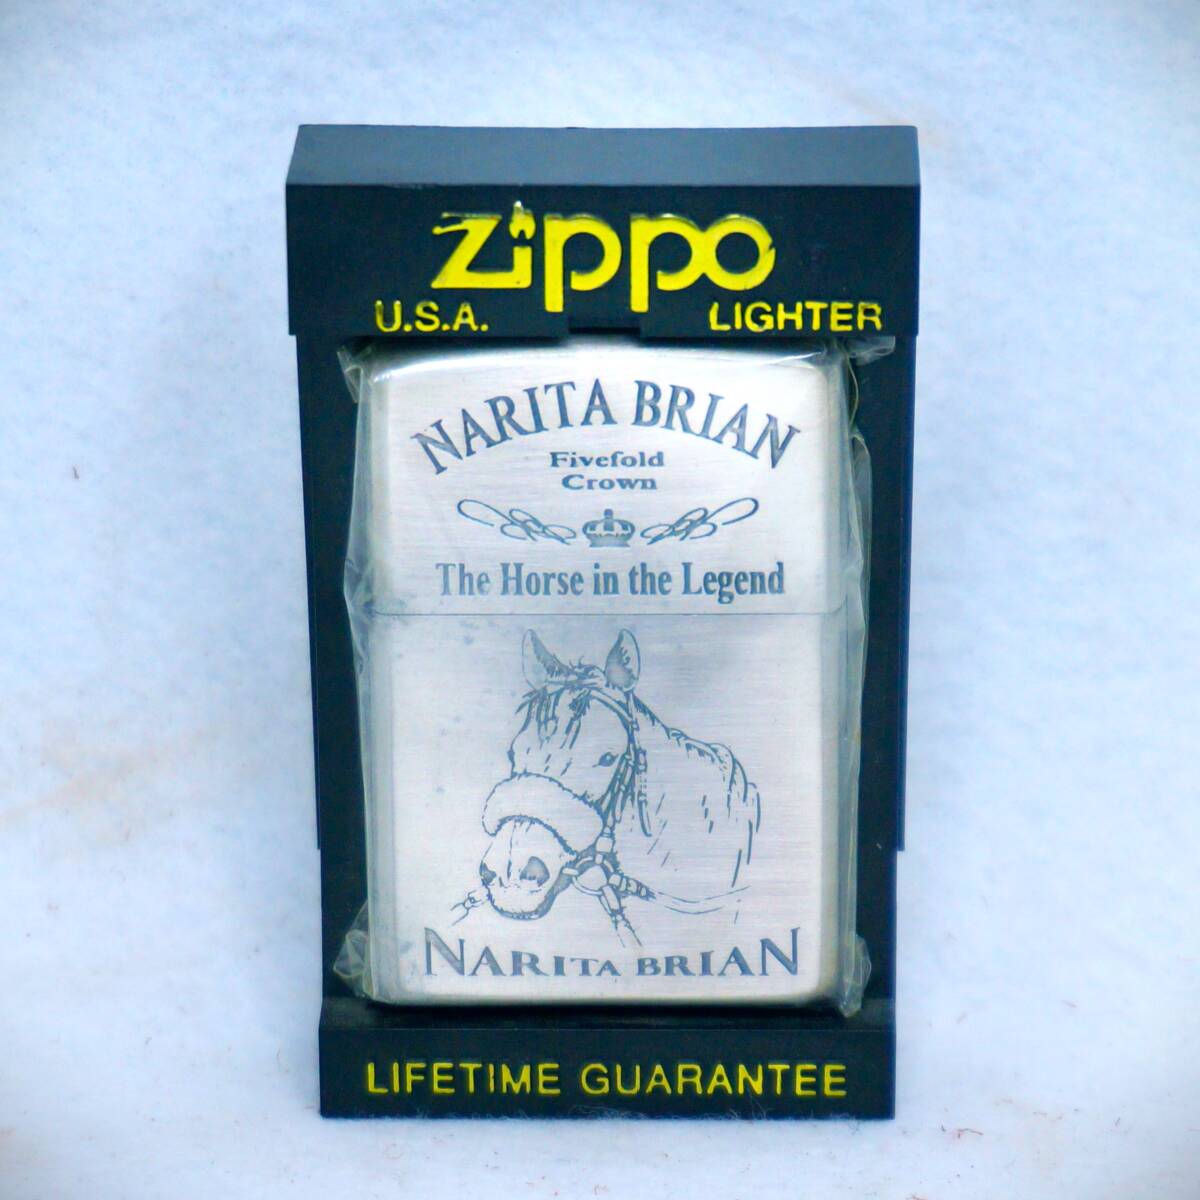 Zippo
U.S.A. LIGHTER
NARITA BRIAN
Fivefold
Crown
The Horse in the Legend
NARITA BRIAN
LIFETIME GUARANTEE